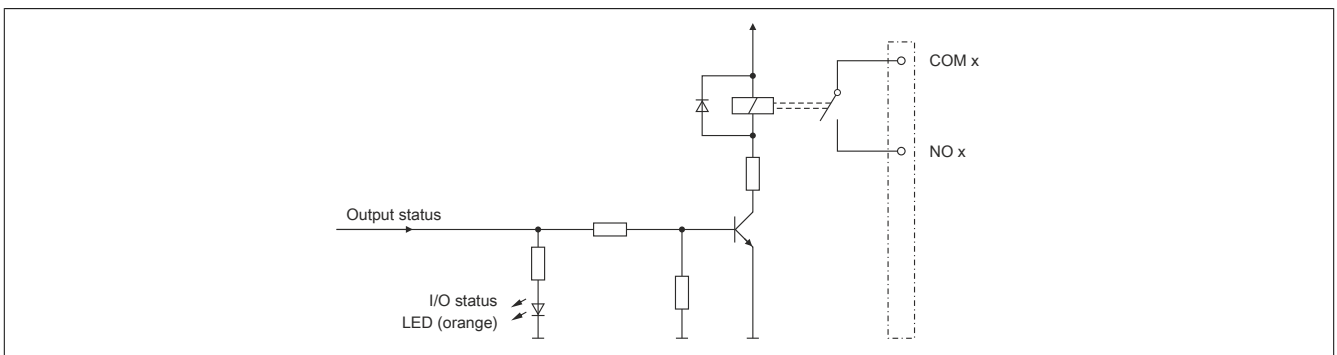 COM x
NO x
Output status
I/O status
LED (orange)